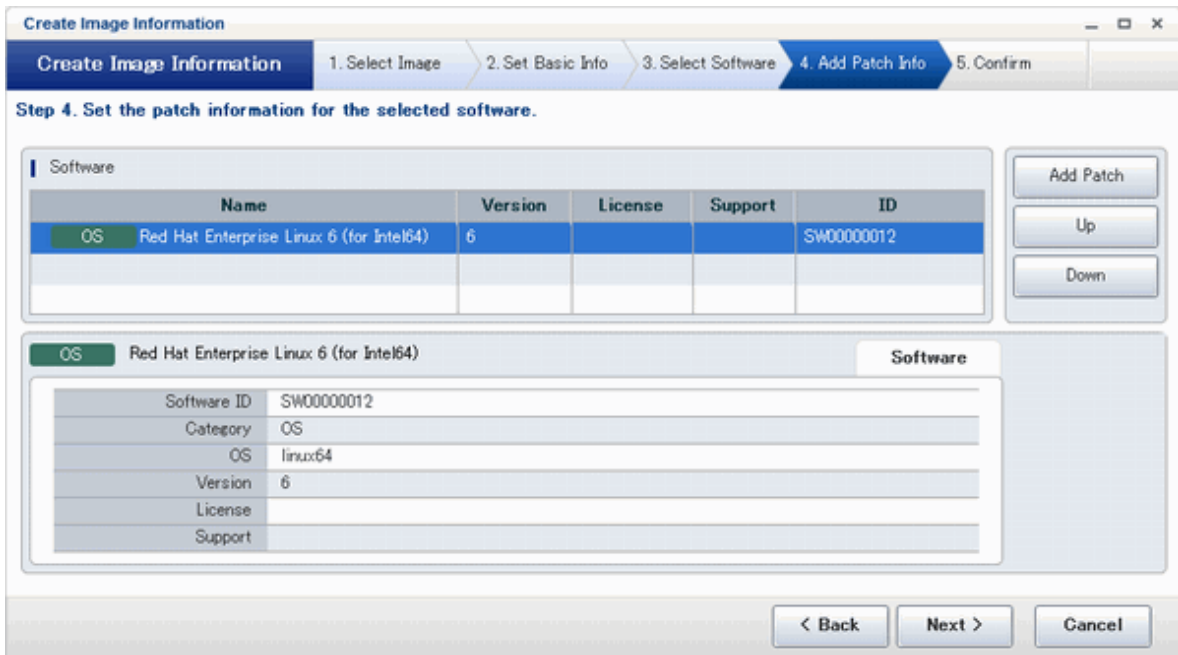 Create Image Information
Create Image Information 1. Select Image 2. Set Basic Info 3. Select Software 4. Add Patch Info 5. Confirm
Step 4. Set the patch information for the selected software.
Software
Name Version License Support ID
OS Red Hat Enterprise Linux 6 (for Intel64) 6 SW00000012
Add Patch
Up
Down
OS Red Hat Enterprise Linux 6 (for Intel64) Software
Software ID SW00000012
Category OS
OS linux64
Version 6
License
Support
< Back Next > Cancel